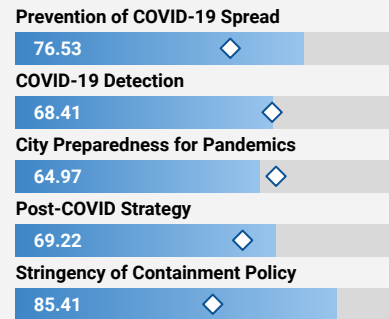 Prevention of COVID-19 Spread
76.53
COVID-19 Detection
68.41
City Preparedness for Pandemics
64.97
Post-COVID Strategy
69.22
Stringency of Containment Policy
85.41